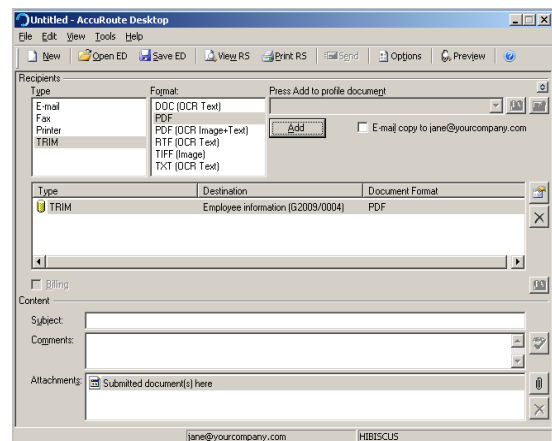 Untitled - AccuRoute Desktop
File Edit View Tools Help
New Open ED Save ED View RS Print RS Send Options Preview
Recipients
Type Format: Press Add to profile document
E-mail
Fax
Printer
TRIM
DOC (OCR Text)
PDF
PDF (OCR Image+Text)
RTF (OCR Text)
TIFF (Image)
TXT (OCR Text)
Add E-mail copy to jane@yourcompany.com
Type Destination Document Format
TRIM Employee information (G2009/0004) PDF
Billing
Content
Subject:
Comments:
Attachments: Submitted document(s) here
jane@yourcompany.com HIBISCUS